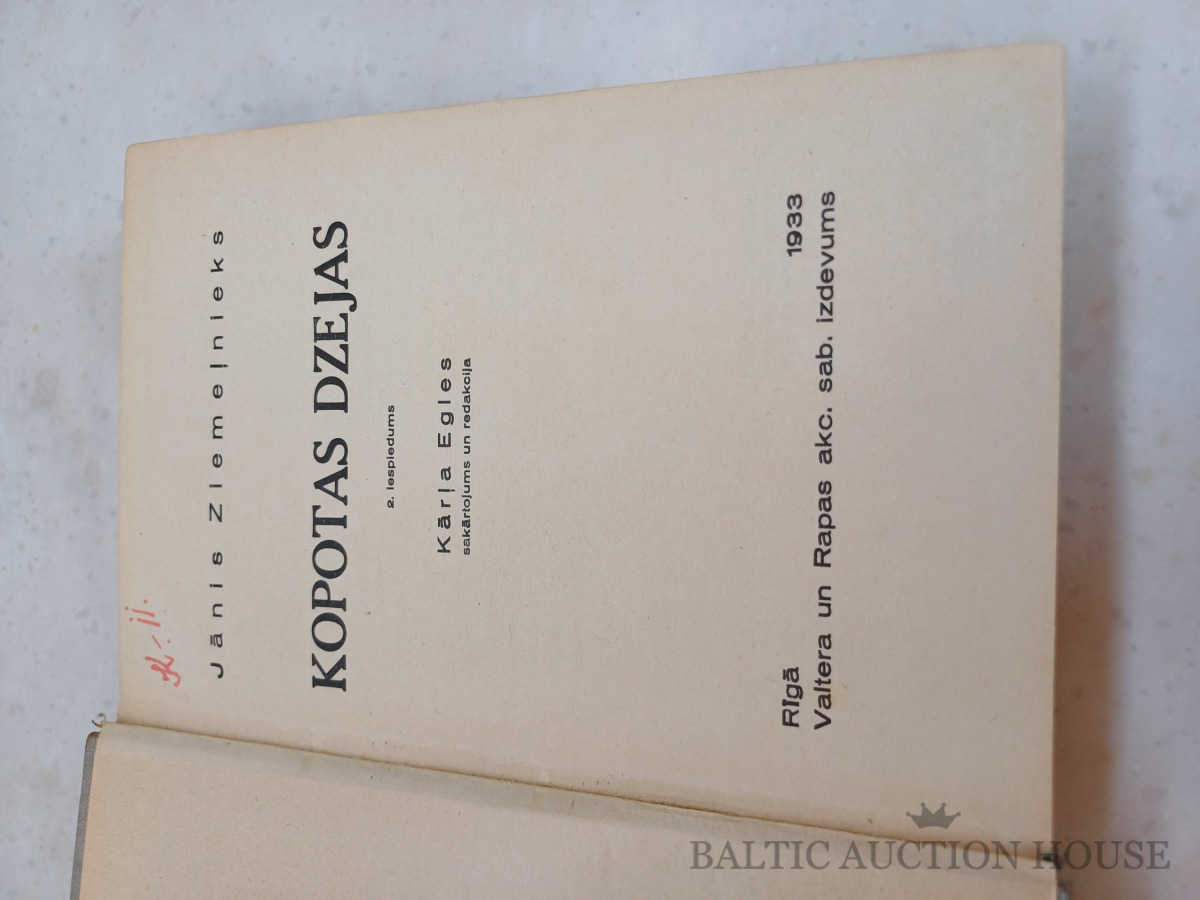 Jānis Ziemeļnieks
KOPOTAS DZEJAS
2. iespiedums
Kārļa Egles
sakārtojums un redakcija
Rīgā 1933
Valtera un Rapas akc. sab. izdevums
BALTIC AUCTION HOUSE